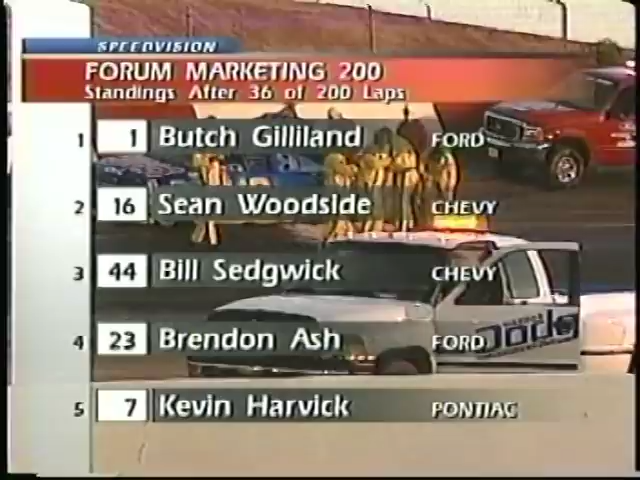 SPEEDVISION
FORUM MARKETING 200
Standings After 36 of 200 Laps
1 1 Butch Gilliland FORD
2 16 Sean Woodside CHEVY
3 44 Bill Sedgwick CHEVY
4 23 Brendon Ash FORD
5 7 Kevin Harvick PONTIAC